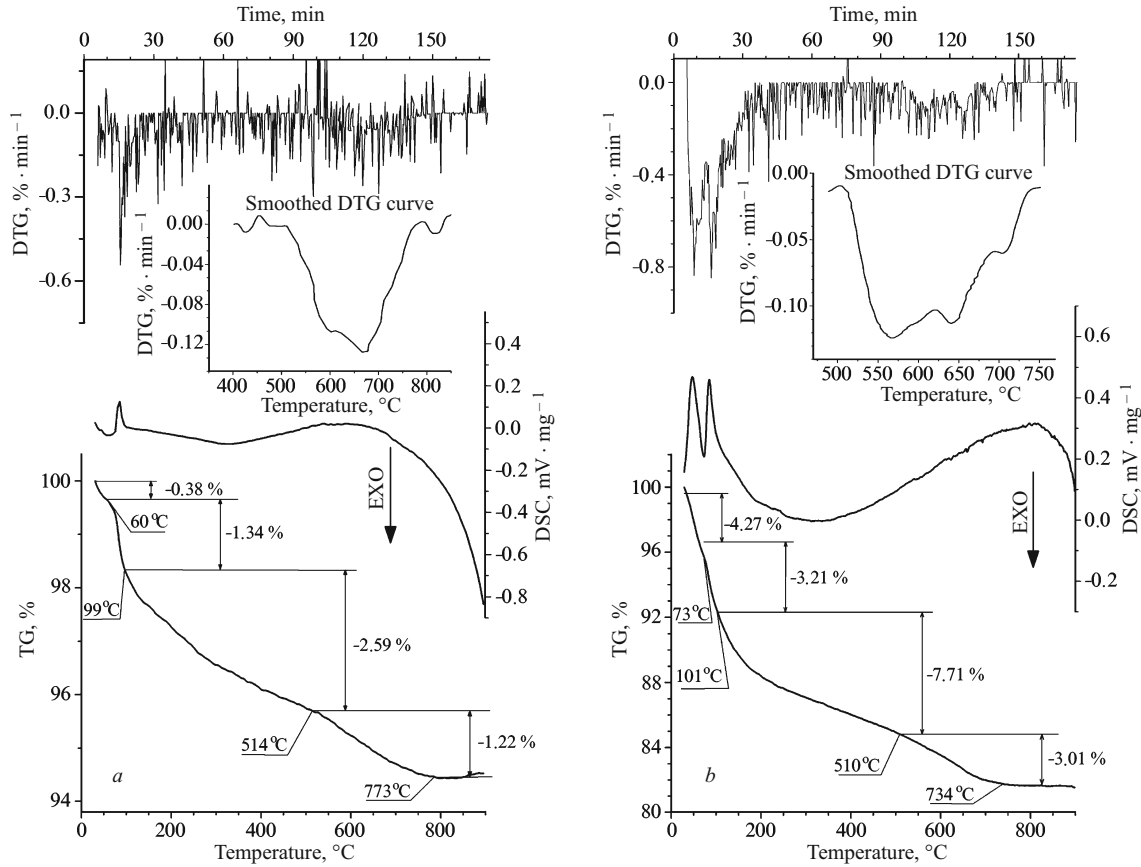 Time, min
0 30 60 90 120 150
0.0
−0.3
−0.6
DTG, % · min−1
Smoothed DTG curve
0.00
−0.04
−0.08
−0.12
DTG, % · min−1
400 500 600 700 800
Temperature, °C
0.4
0.2
0.0
−0.2
−0.4
−0.6
−0.8
DSC, mV · mg−1
EXO
100
98
96
94
TG, %
-0.38 %
60°C
-1.34 %
99°C
-2.59 %
514°C
-1.22 %
773°C
a
0 200 400 600 800
Temperature, °C
Time, min
0 50 100 150
0.0
−0.4
−0.8
DTG, % · min−1
Smoothed DTG curve
0.00
−0.05
−0.10
DTG, % · min−1
500 550 600 650 700 750
Temperature, °C
0.6
0.4
0.2
0.0
−0.2
DSC, mV · mg−1
EXO
100
96
92
88
84
80
TG, %
-4.27 %
-3.21 %
73°C
101°C
-7.71 %
510°C
-3.01 %
734°C
b
0 200 400 600 800
Temperature, °C